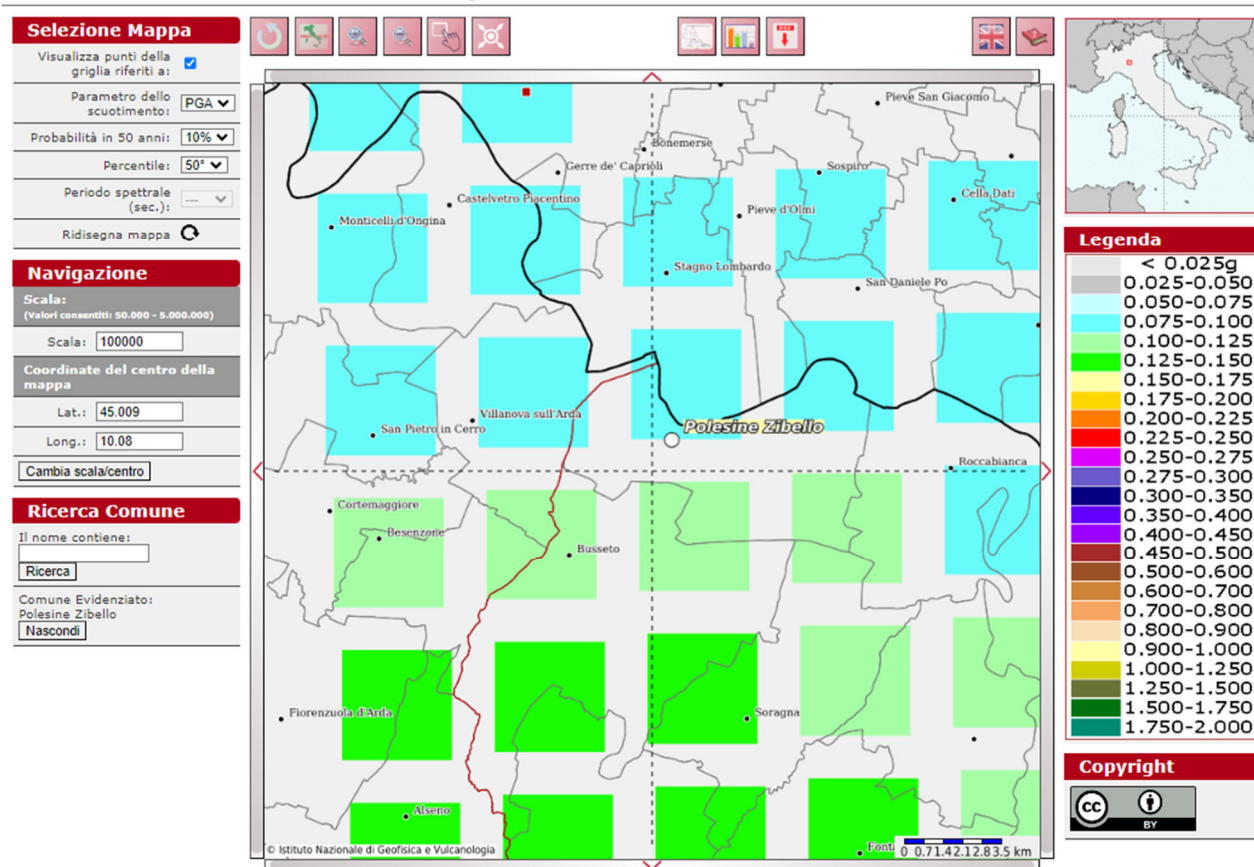 Selezione Mappa
Visualizza punti della
griglia riferiti a:
Parametro dello
scuotimento:
PGA
Probabilità in 50 anni:
10%
Percentile:
50°
Periodo spettrale
(sec.):
---
Ridisegna mappa
Navigazione
Scala:
(Valori consentiti: 50.000 - 5.000.000)
Scala:
100000
Coordinate del centro della
mappa
Lat.:
45.009
Long.:
10.08
Cambia scala/centro
Ricerca Comune
Il nome contiene:
Ricerca
Comune Evidenziato:
Polesine Zibello
Nascondi
PDF
Pieve San Giacomo
Bonemerse
Gerre de' Caprioli
Sospiro
Castelvetro Piacentino
Cella Dati
Monticelli d'Ongina
Pieve d'Olmi
Stagno Lombardo
San Daniele Po
Villanova sull'Arda
San Pietro in Cerro
Polesine Zibello
Roccabianca
Cortemaggiore
Besenzone
Busseto
Fiorenzuola d'Arda
Soragna
Alseno
© Istituto Nazionale di Geofisica e Vulcanologia
0 0.71.42.12.83.5 km
Legenda
< 0.025g
0.025-0.050
0.050-0.075
0.075-0.100
0.100-0.125
0.125-0.150
0.150-0.175
0.175-0.200
0.200-0.225
0.225-0.250
0.250-0.275
0.275-0.300
0.300-0.350
0.350-0.400
0.400-0.450
0.450-0.500
0.500-0.600
0.600-0.700
0.700-0.800
0.800-0.900
0.900-1.000
1.000-1.250
1.250-1.500
1.500-1.750
1.750-2.000
Copyright
cc
BY